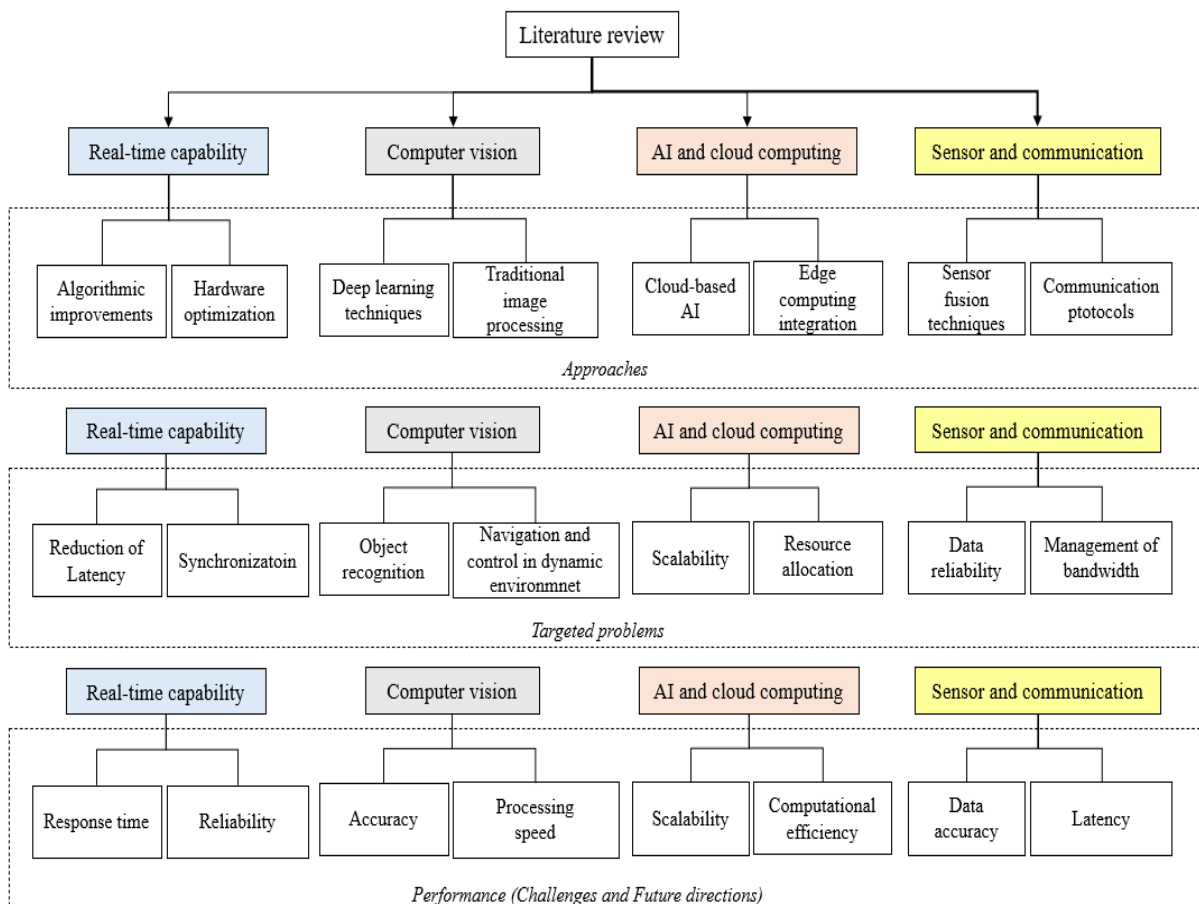 Literature review
Real-time capability
Computer vision
AI and cloud computing
Sensor and communication
Algorithmic
improvements
Hardware
optimization
Deep learning
techniques
Traditional
image
processing
Cloud-based
AI
Edge
computing
integration
Sensor
fusion
techniques
Communication
ptotocols
Approaches
Real-time capability
Computer vision
AI and cloud computing
Sensor and communication
Reduction of
Latency
Synchronizatoin
Object
recognition
Navigation and
control in dynamic
environmnet
Scalability
Resource
allocation
Data
reliability
Management of
bandwidth
Targeted problems
Real-time capability
Computer vision
AI and cloud computing
Sensor and communication
Response time
Reliability
Accuracy
Processing
speed
Scalability
Computational
efficiency
Data
accuracy
Latency
Performance (Challenges and Future directions)